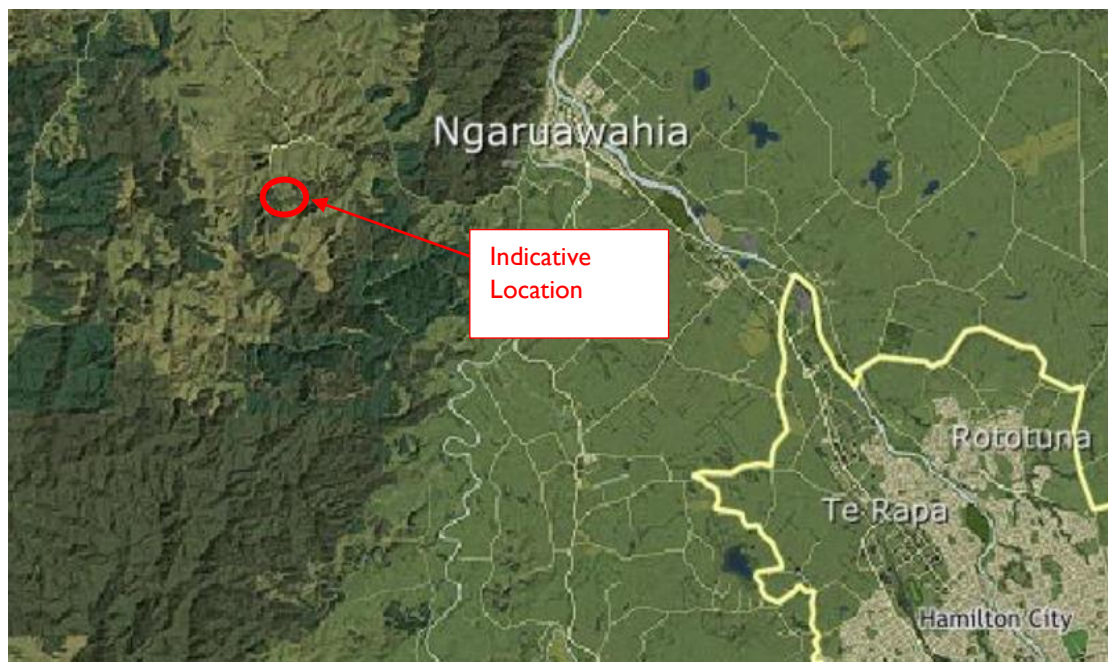 Ngaruawahia
Indicative
Location
Rototuna
Te Rapa
Hamilton City